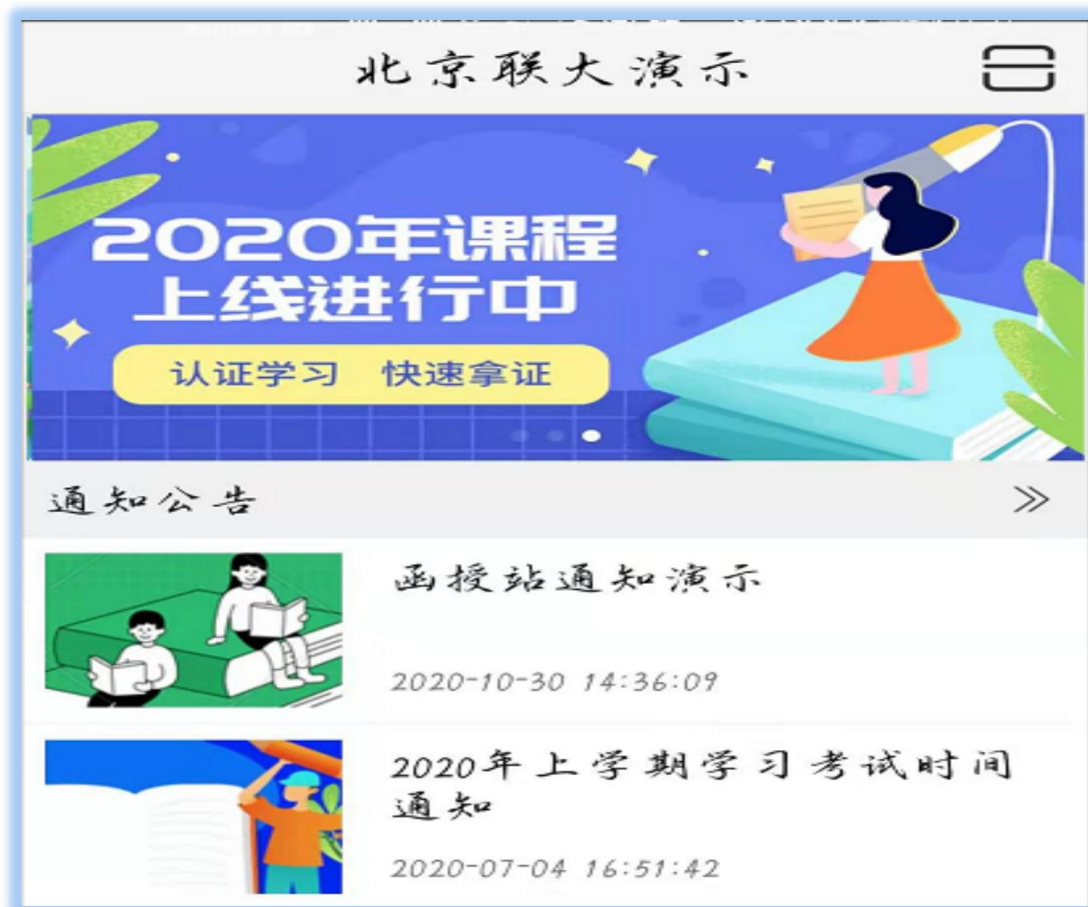 北京联大演示
2020年课程
上线进行中
认证学习 快速拿证
通知公告
函授站通知演示
2020-10-30 14:36:09
2020年上学期学习考试时间
通知
2020-07-04 16:51:42